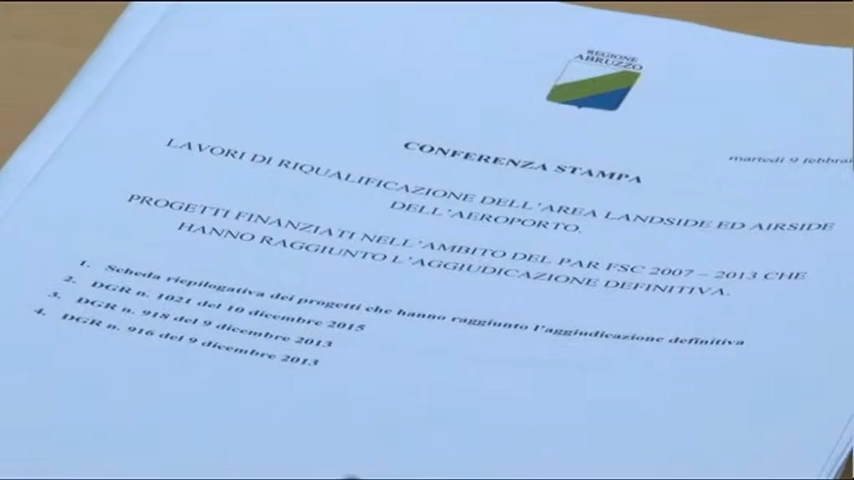 REGIONE
ABRUZZO
CONFERENZA STAMPA
martedì 9
LAVORI DI RIQUALIFICAZIONE DELL'AREA LANDSIDE ED AIRSIDE
DELL'AEROPORTO.
PROGETTI FINANZIATI NELL'AMBITO DEL PAR FSC 2007 – 2013 CHE
HANNO RAGGIUNTO L'AGGIUDICAZIONE DEFINITIVA.
1. Scheda riepilogativa dei progetti che hanno raggiunto l'aggiudicazione definitiva
2. DGR n. 1021 del 10 dicembre 2015
3. DGR n. 918 del 9 dicembre 2013
4. DGR n. 916 del 9 dicembre 2013